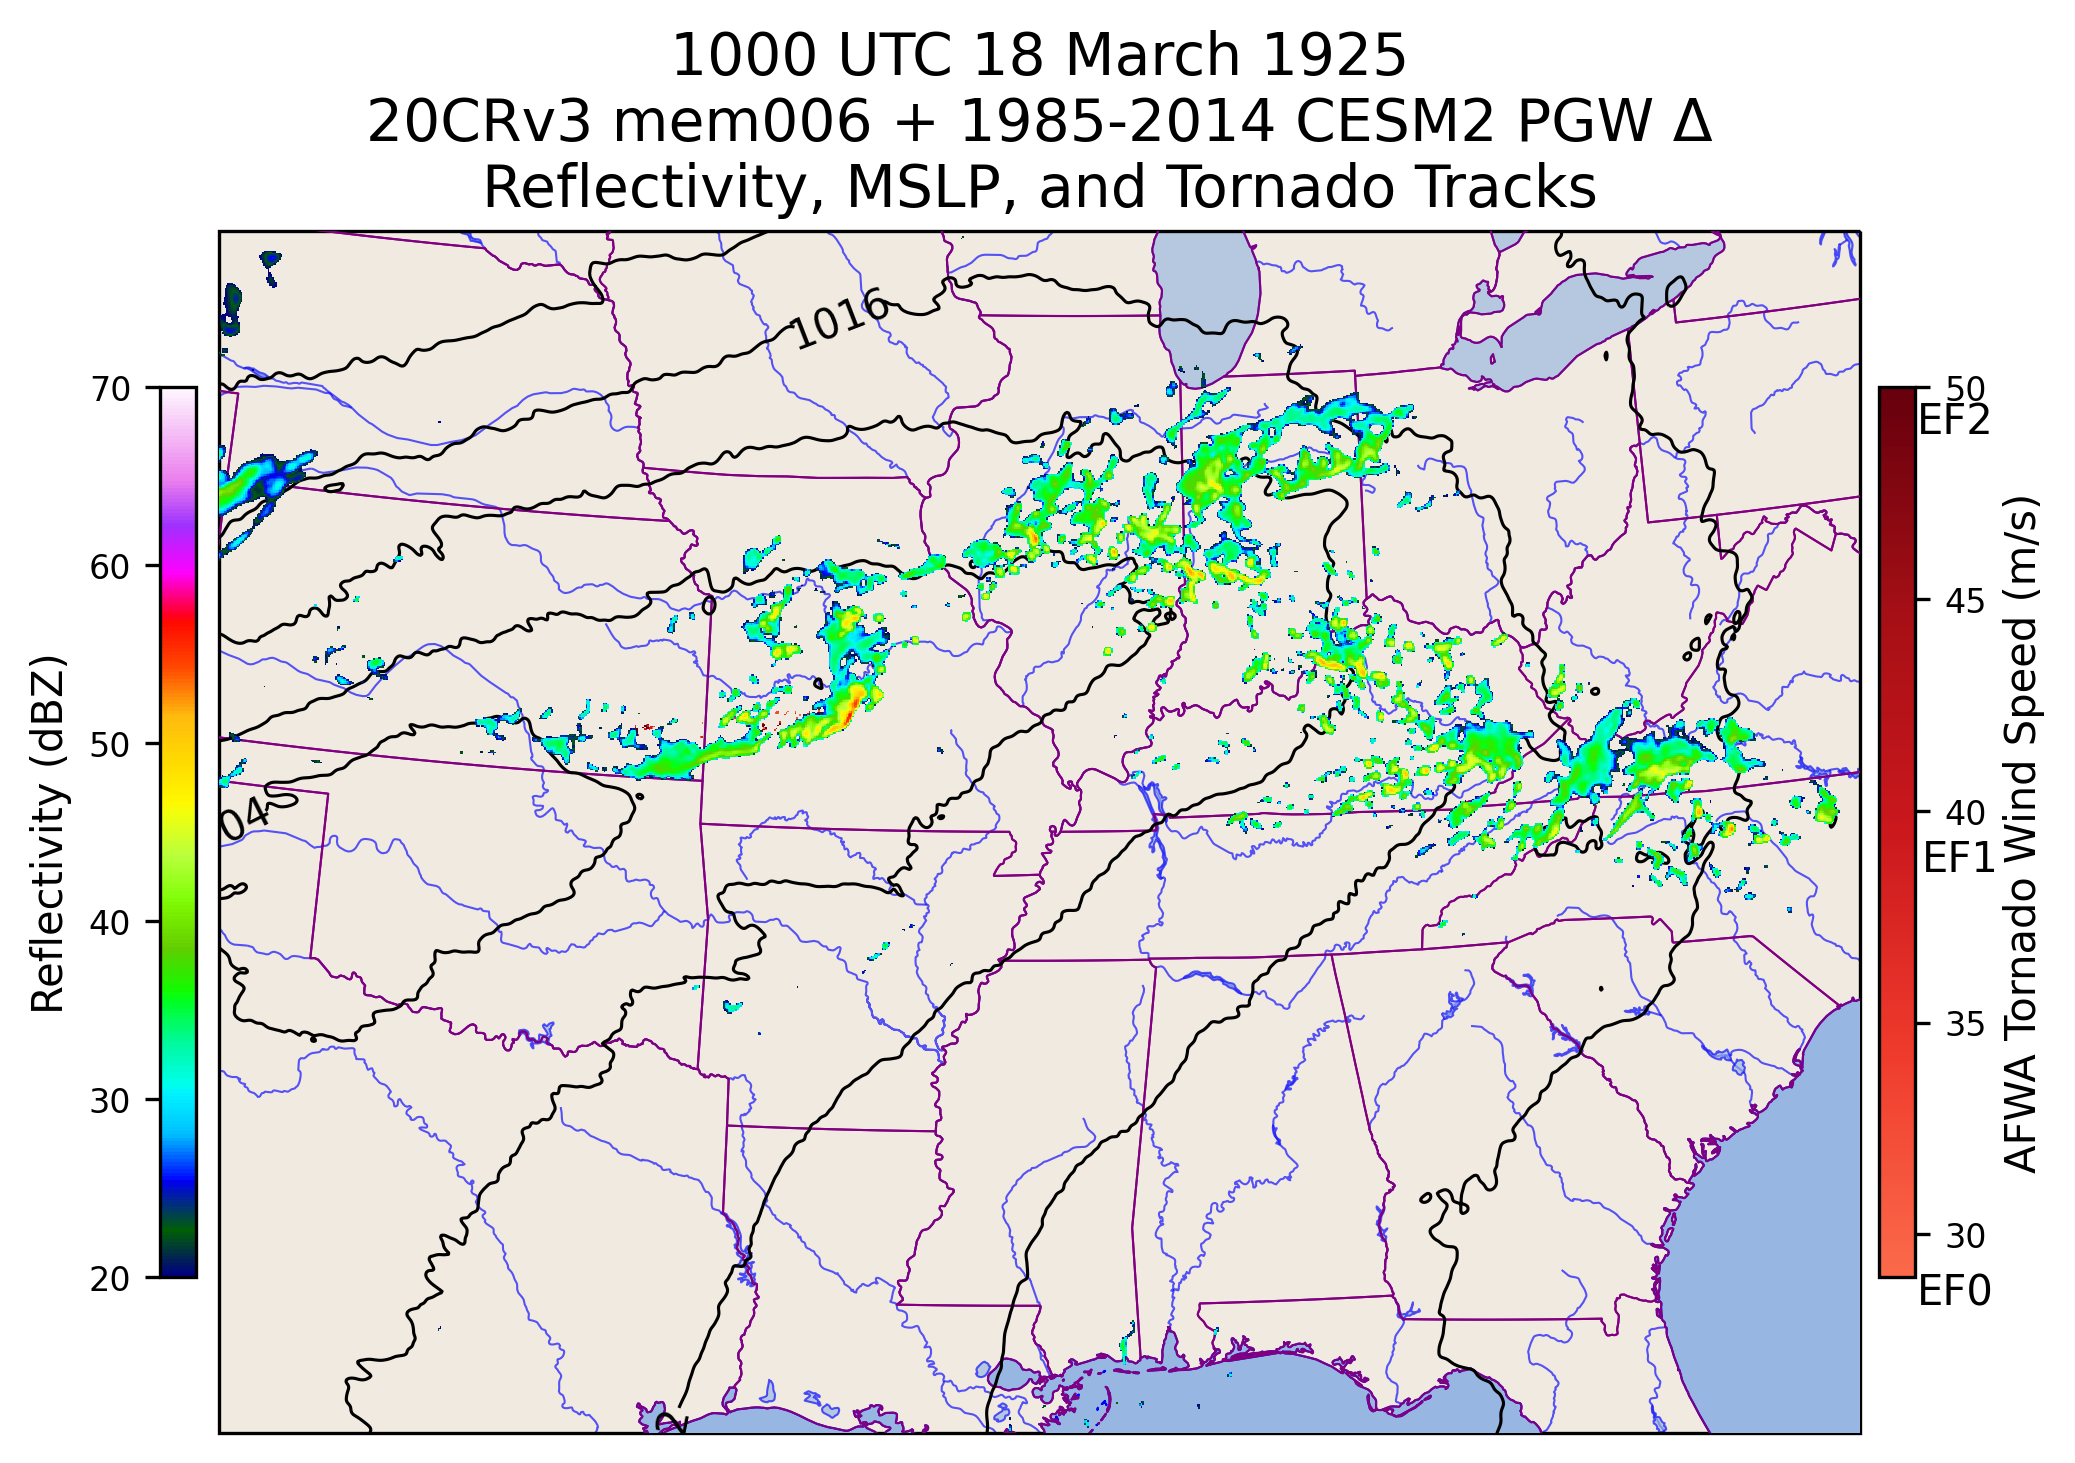 1000 UTC 18 March 1925
20CRv3 mem006 + 1985-2014 CESM2 PGW Δ
Reflectivity, MSLP, and Tornado Tracks
1016
04
70
60
50
40
30
20
Reflectivity (dBZ)
50
EF2
45
40
EF1
35
30
EF0
AFWA Tornado Wind Speed (m/s)